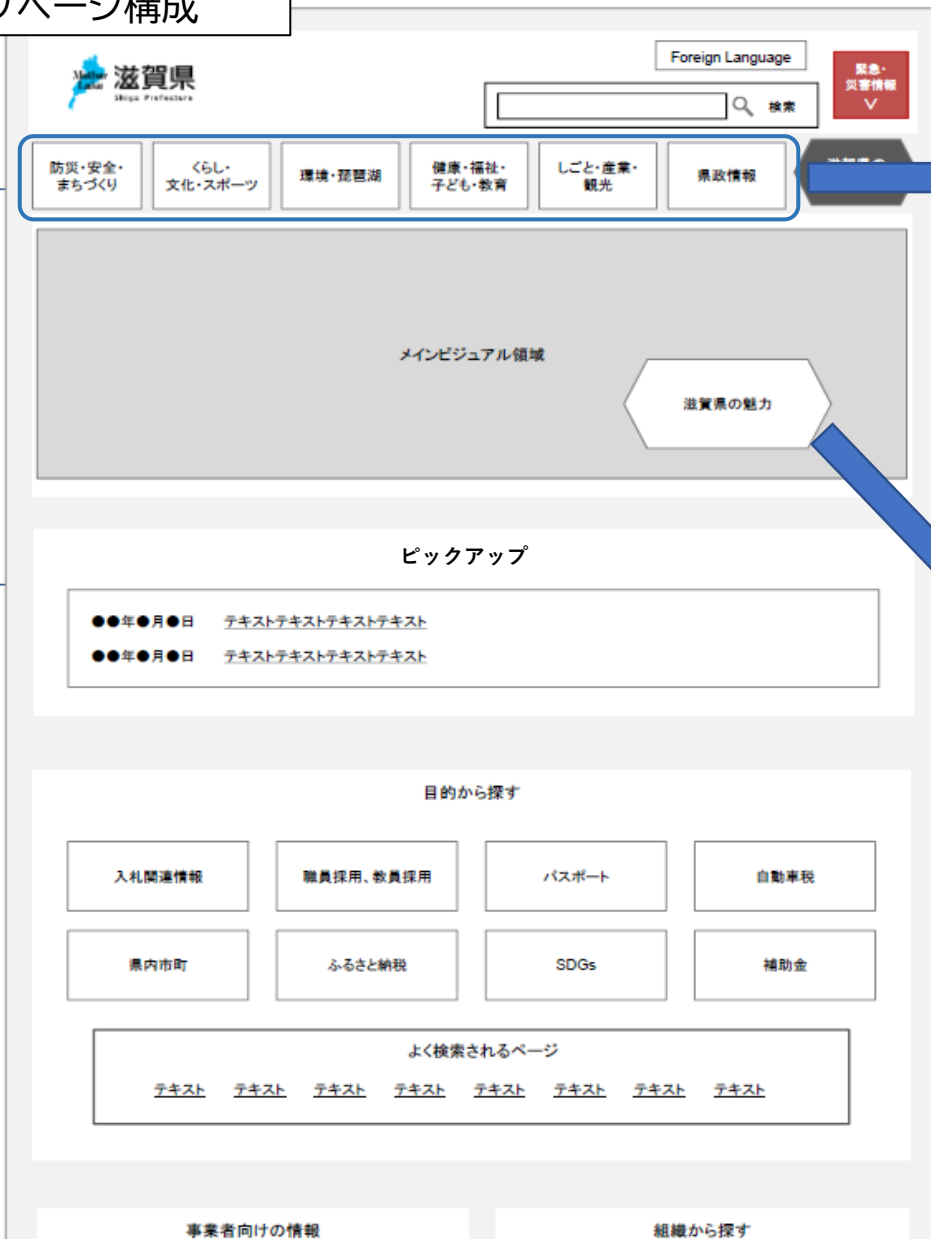 ページ構成
Mother Lake
滋賀県
Shiga Prefecture
Foreign Language
検索
緊急・
災害情報
防災・安全・
まちづくり
くらし・
文化・スポーツ
環境・琵琶湖
健康・福祉・
子ども・教育
しごと・産業・
観光
県政情報
滋賀県の
メインビジュアル領域
滋賀県の魅力
ピックアップ
●●年●月●日 テキストテキストテキストテキスト
●●年●月●日 テキストテキストテキストテキスト
目的から探す
入札関連情報
職員採用、教員採用
パスポート
自動車税
県内市町
ふるさと納税
SDGs
補助金
よく検索されるページ
テキスト テキスト テキスト テキスト テキスト テキスト テキスト テキスト
事業者向けの情報
組織から探す